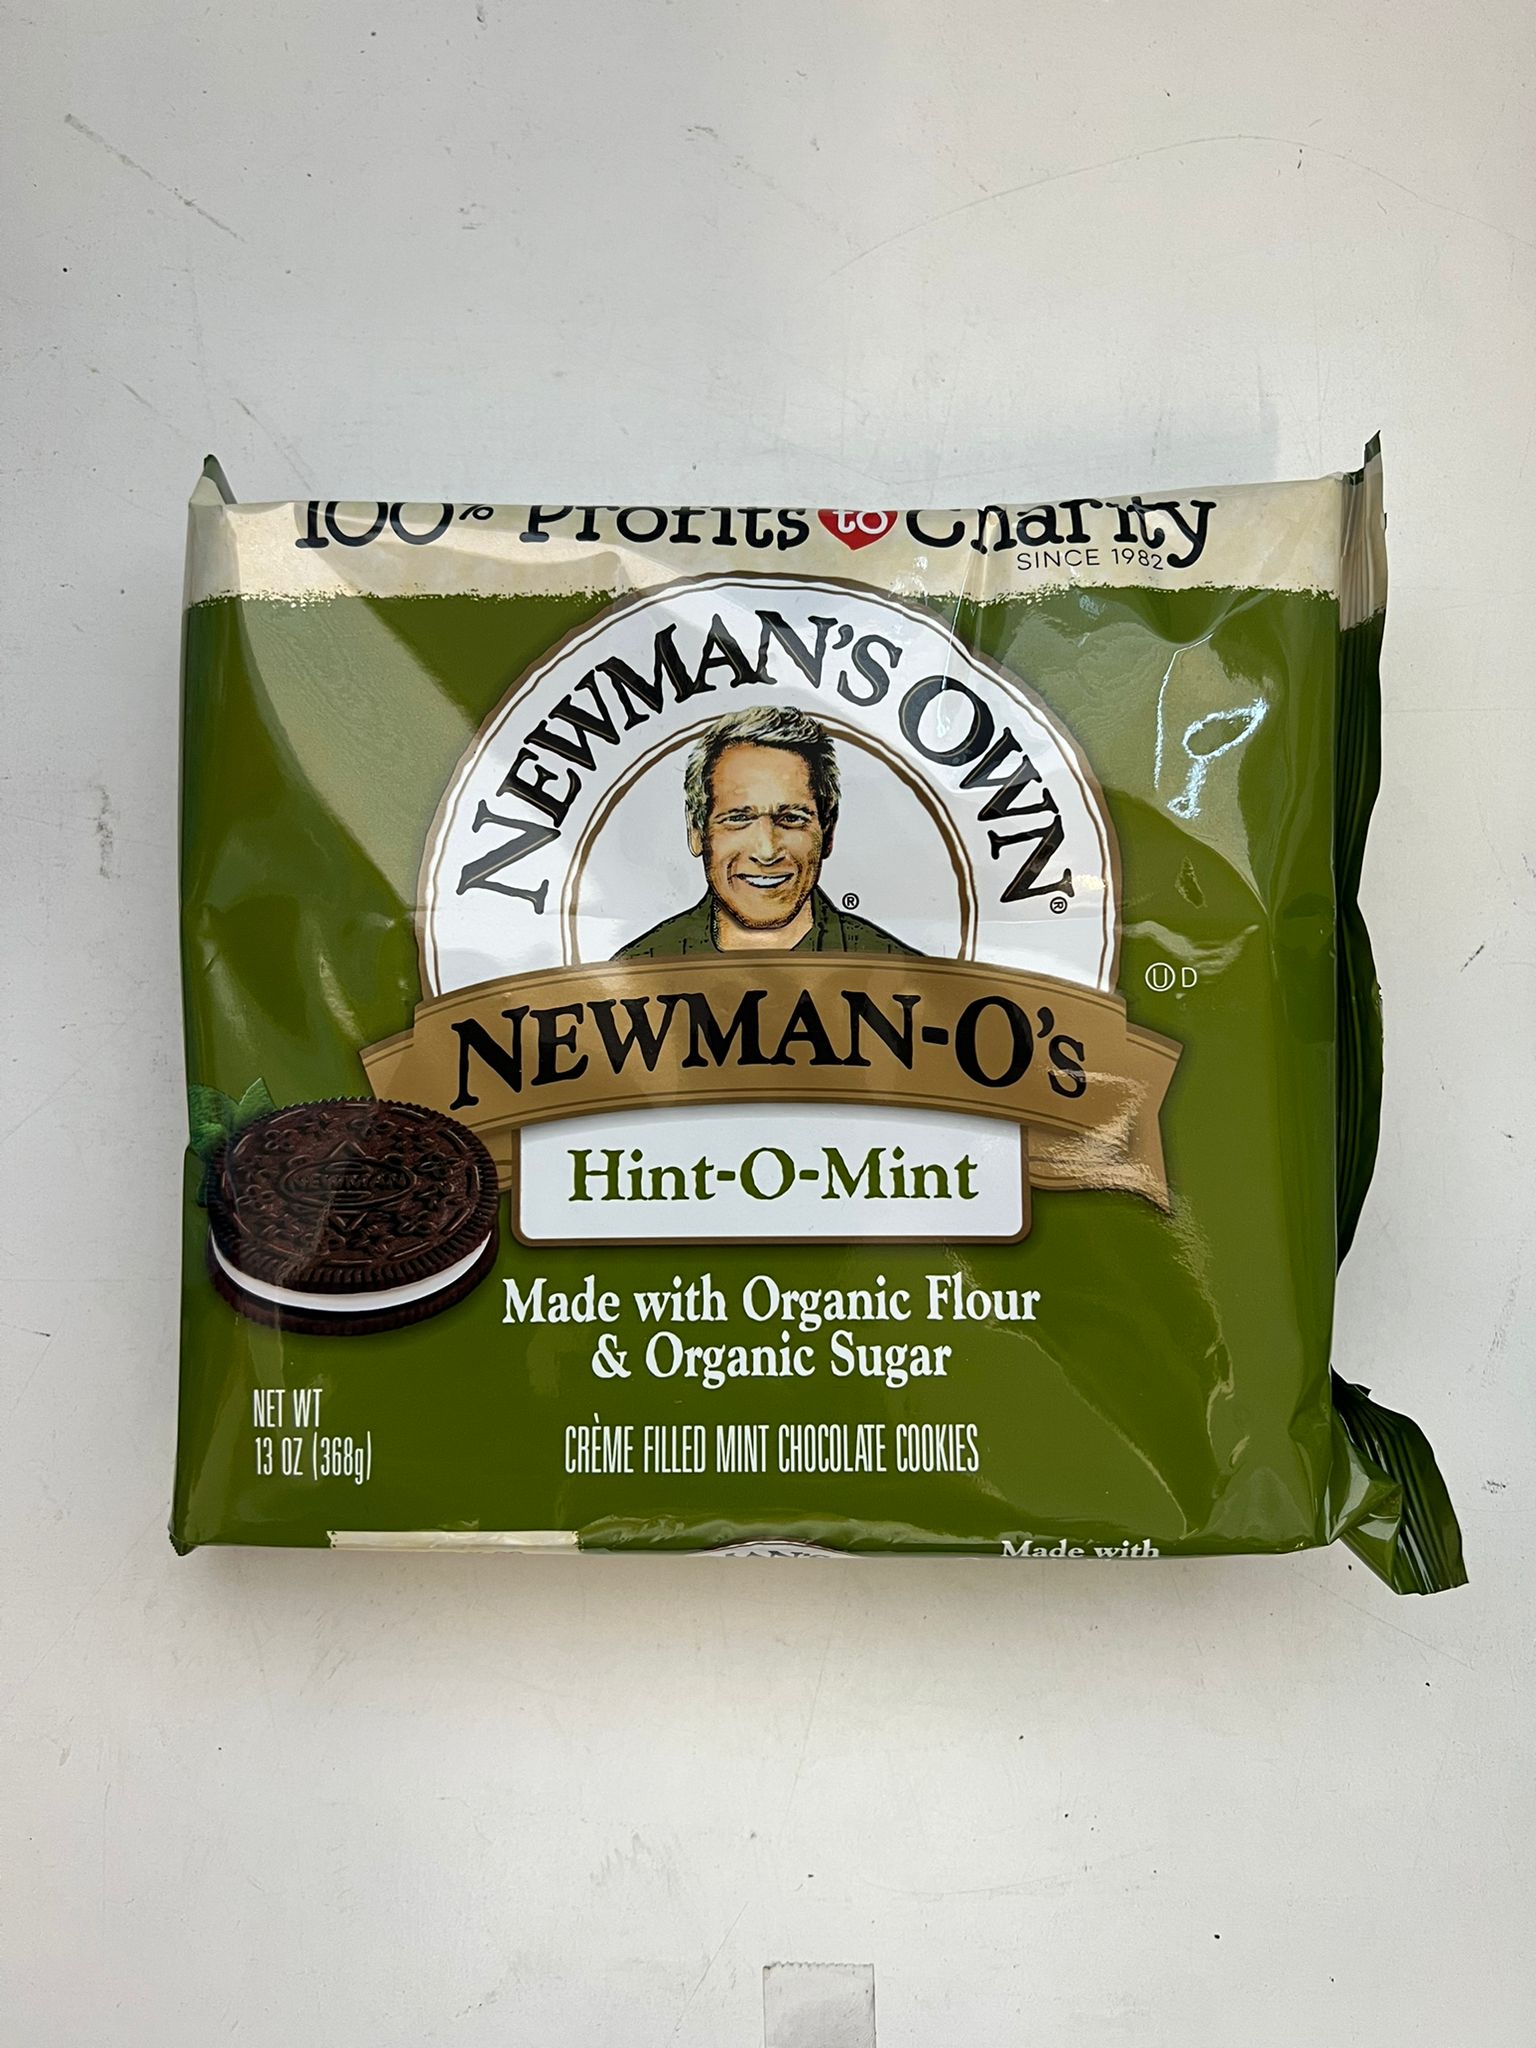 100% Profits to Charity
SINCE 1982
NEWMAN'S OWN®
®
NEWMAN-O's
Ⓤ D
NEWMAN
Hint-O-Mint
Made with Organic Flour
& Organic Sugar
NET WT
13 OZ (368g)
CRÈME FILLED MINT CHOCOLATE COOKIES
Made with